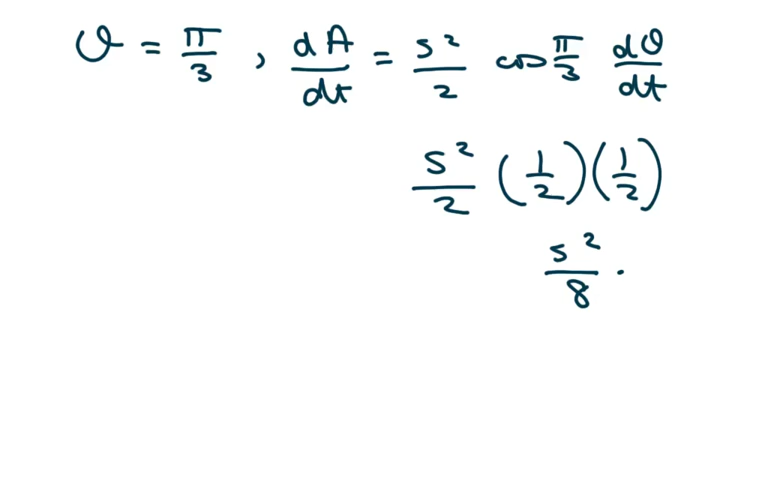 θ = π/3 , dA/dt = s²/2 cos π/3 dθ/dt
s²/2 (1/2)(1/2)
s²/8 .